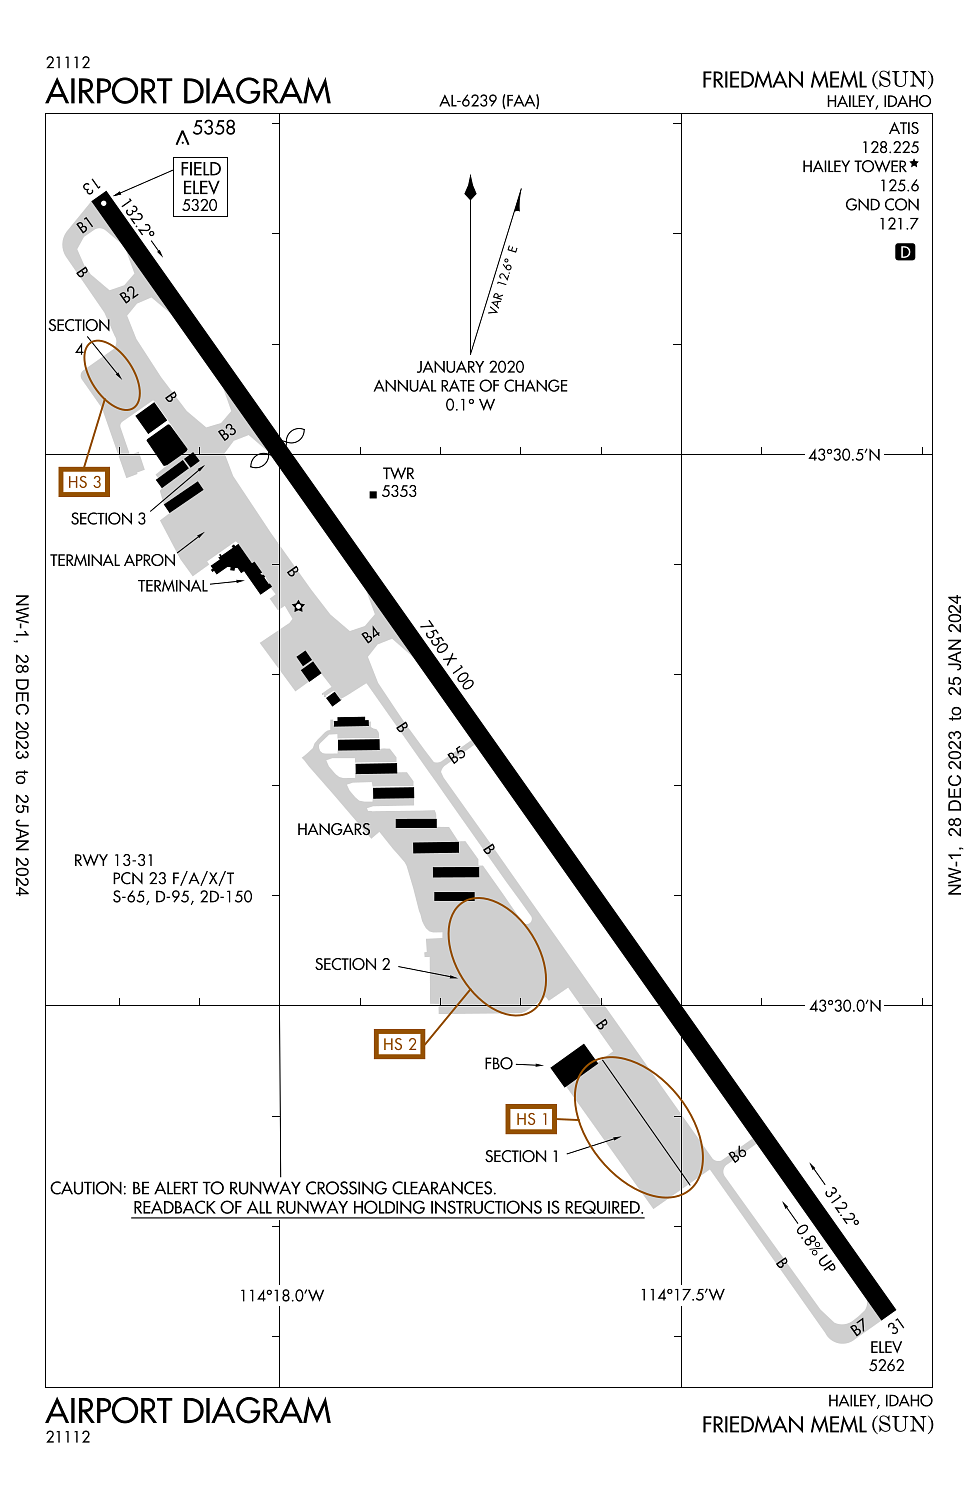 21112
AIRPORT DIAGRAM
AL-6239 (FAA)
FRIEDMAN MEML (SUN)
HAILEY, IDAHO
5358
FIELD
ELEV
5320
ATIS
128.225
HAILEY TOWER★
125.6
GND CON
121.7
D
13
132.2°
B1
B
B2
VAR 12.6° E
JANUARY 2020
ANNUAL RATE OF CHANGE
0.1° W
SECTION
4
B
B3
43°30.5'N
HS 3
TWR
5353
SECTION 3
TERMINAL APRON
TERMINAL
B
B4
7550 X 100
B
B5
HANGARS
B
RWY 13-31
PCN 23 F/A/X/T
S-65, D-95, 2D-150
SECTION 2
43°30.0'N
HS 2
B
FBO
HS 1
SECTION 1
B6
CAUTION: BE ALERT TO RUNWAY CROSSING CLEARANCES.
READBACK OF ALL RUNWAY HOLDING INSTRUCTIONS IS REQUIRED.
312.2°
0.8% UP
B
114°18.0'W
114°17.5'W
B7
31
ELEV
5262
NW-1, 28 DEC 2023 to 25 JAN 2024
NW-1, 28 DEC 2023 to 25 JAN 2024
AIRPORT DIAGRAM
21112
HAILEY, IDAHO
FRIEDMAN MEML (SUN)